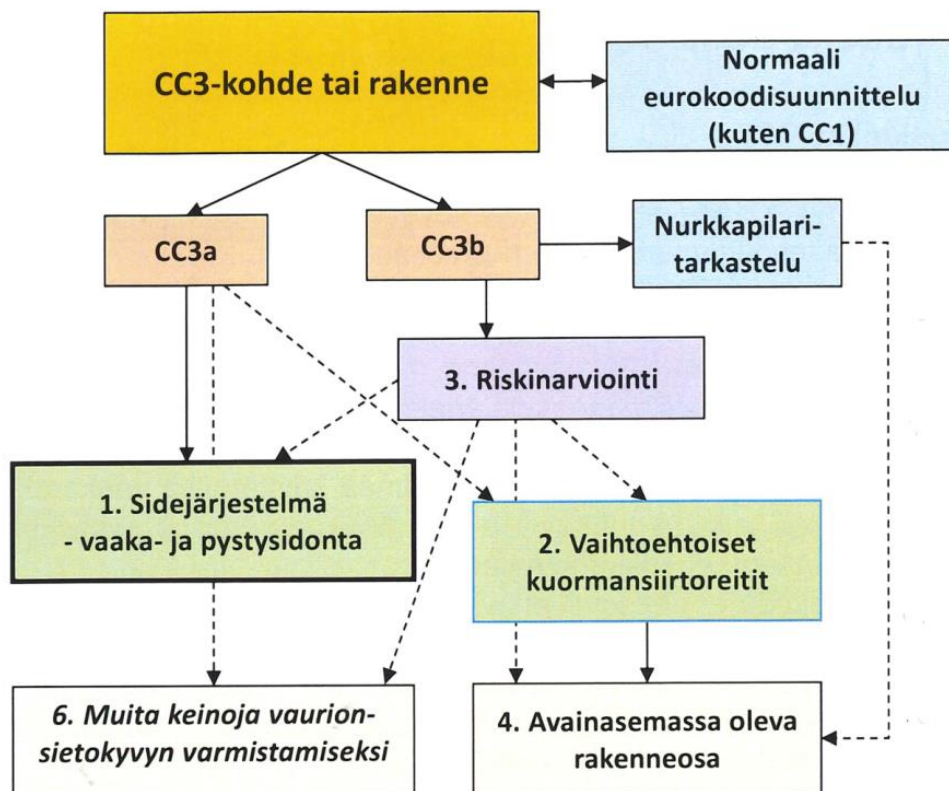 CC3-kohde tai rakenne
Normaali
eurokoodisuunnittelu
(kuten CC1)
CC3a
CC3b
Nurkkapilari-
tarkastelu
3. Riskinarviointi
1. Sidejärjestelmä
- vaaka- ja pystysidonta
2. Vaihtoehtoiset
kuormansiirtoreitit
6. Muita keinoja vaurion-
sietokyvyn varmistamiseksi
4. Avainasemassa oleva
rakenneosa